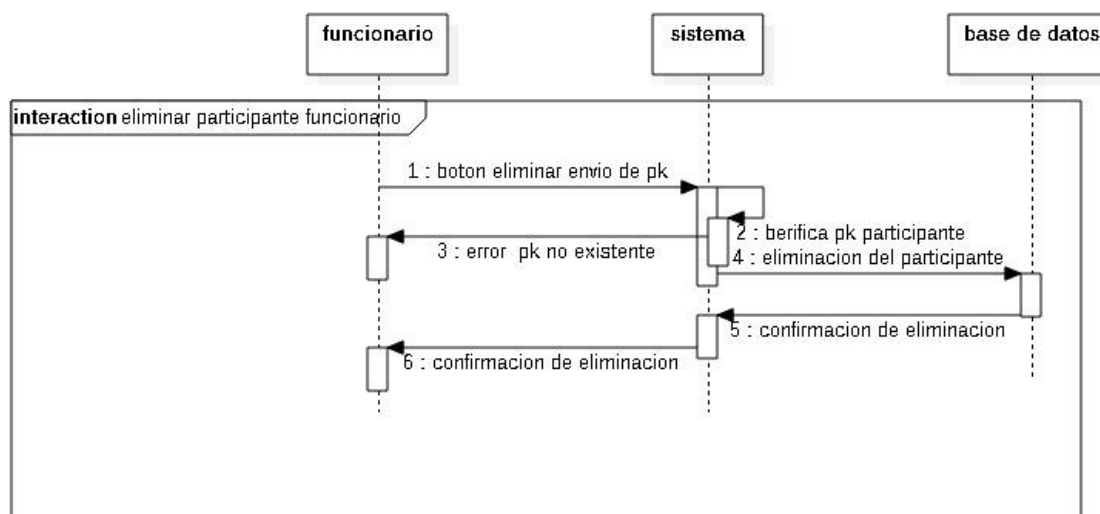 funcionario
sistema
base de datos
interaction eliminar participante funcionario
1 : boton eliminar envio de pk
2 : berifica pk participante
3 : error pk no existente
4 : eliminacion del participante
5 : confirmacion de eliminacion
6 : confirmacion de eliminacion